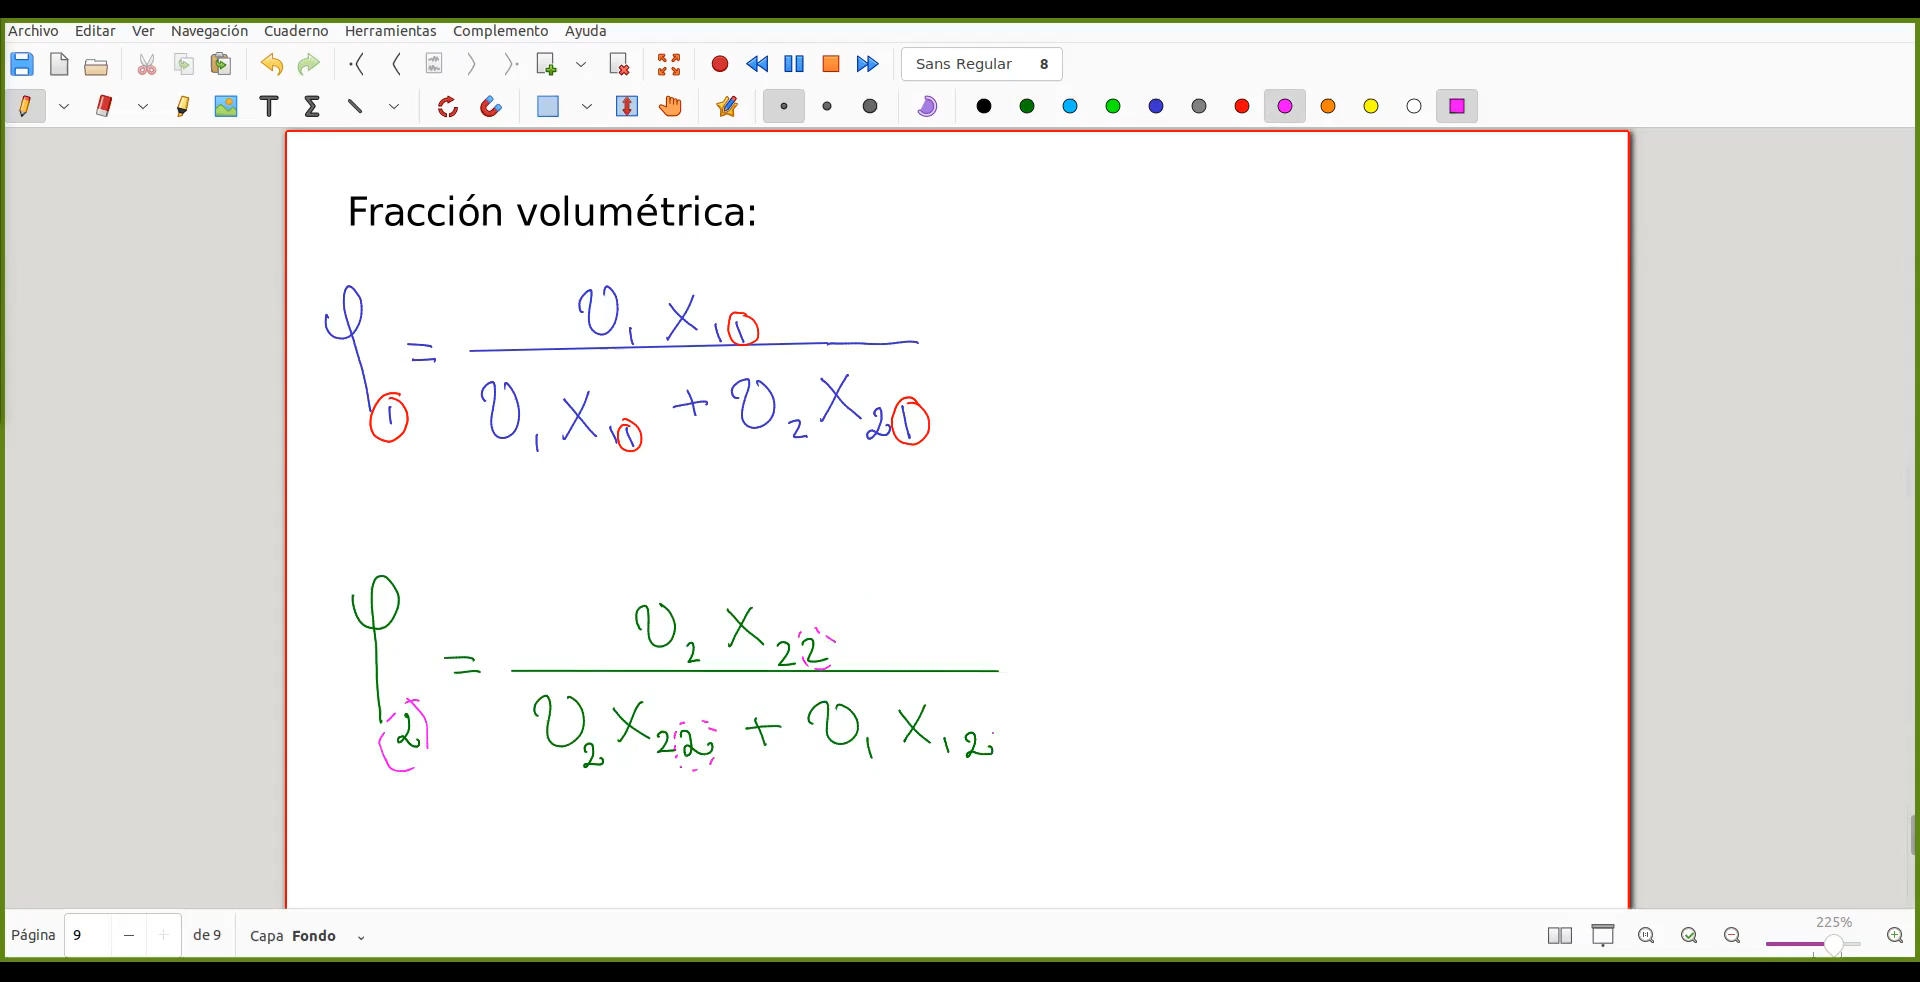 Archivo Editar Ver Navegación Cuaderno Herramientas Complemento Ayuda
Sans Regular 8
Fracción volumétrica:
φ₁ = v₁ x₁₁ / (v₁ x₁₁ + v₂ x₂₁)
φ₂ = v₂ x₂₂ / (v₂ x₂₂ + v₁ x₁₂)
225%
Página 9 de 9 Capa Fondo